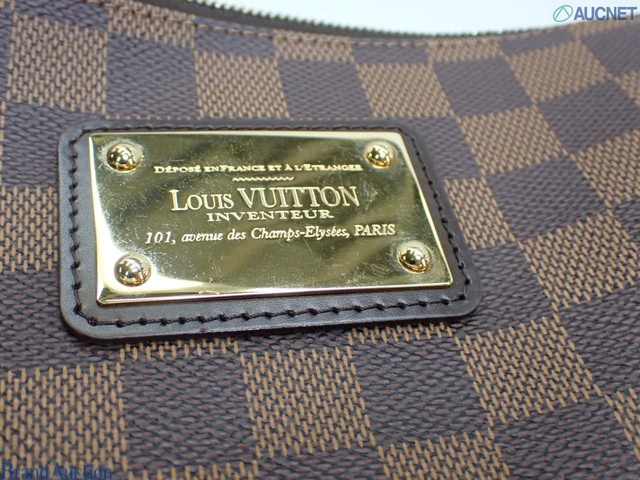 AUCNET
DÉPOSÉ EN FRANCE ET À L'ÉTRANGER
LOUIS VUITTON
INVENTEUR
101, avenue des Champs-Elysées, PARIS
Brand Auction